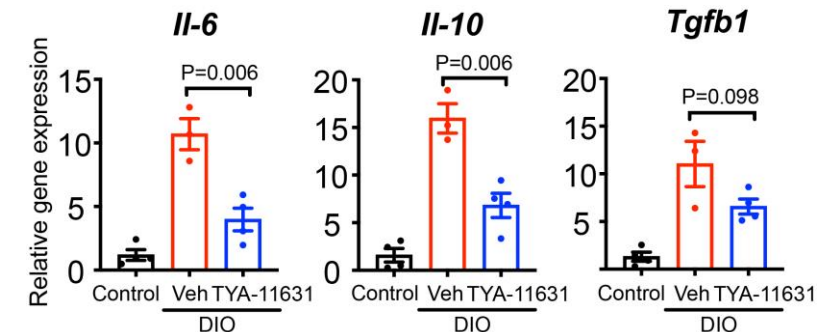 Il-6
Il-10
Tgfb1
Relative gene expression
15
10
5
0
P=0.006
Control Veh TYA-11631
DIO
20
15
10
5
0
P=0.006
Control Veh TYA-11631
DIO
20
15
10
5
P=0.098
Control Veh TYA-11631
DIO